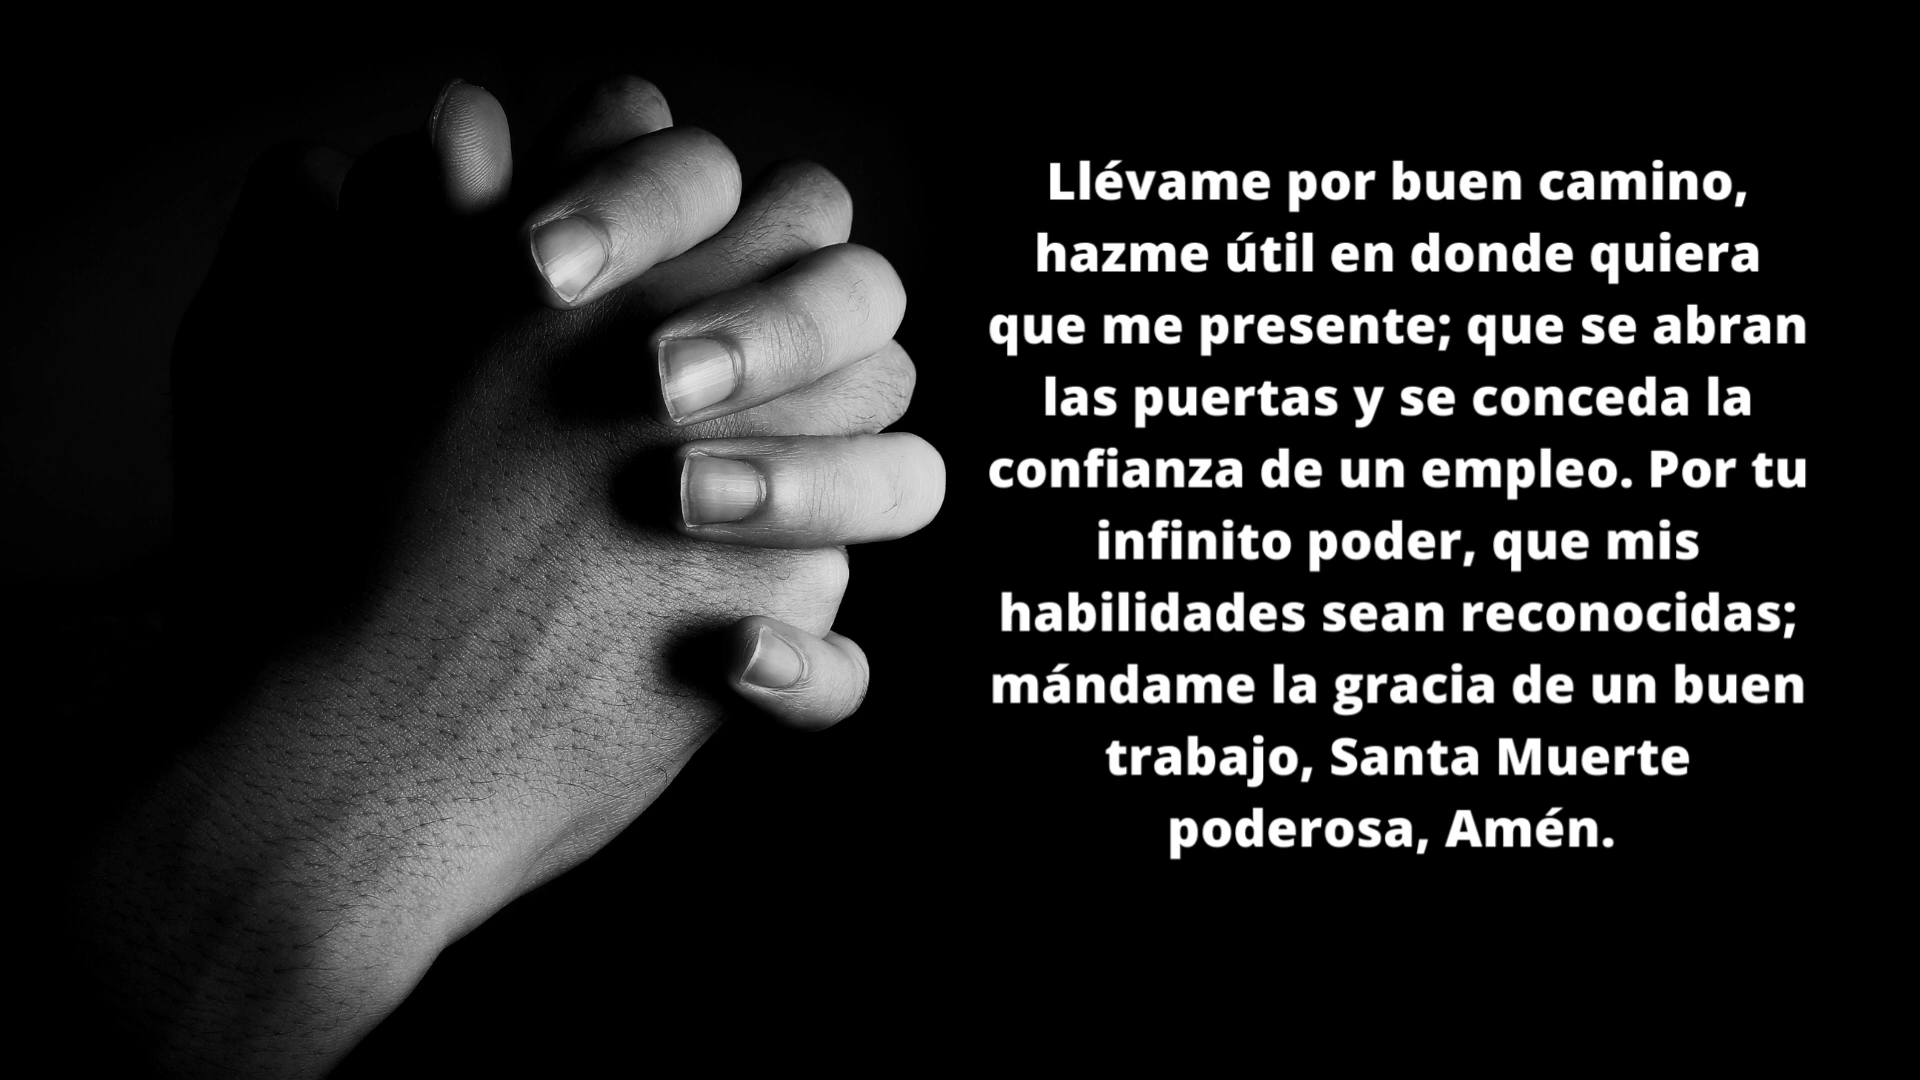 Llévame por buen camino,
hazme útil en donde quiera
que me presente; que se abran
las puertas y se conceda la
confianza de un empleo. Por tu
infinito poder, que mis
habilidades sean reconocidas;
mándame la gracia de un buen
trabajo, Santa Muerte
poderosa, Amén.